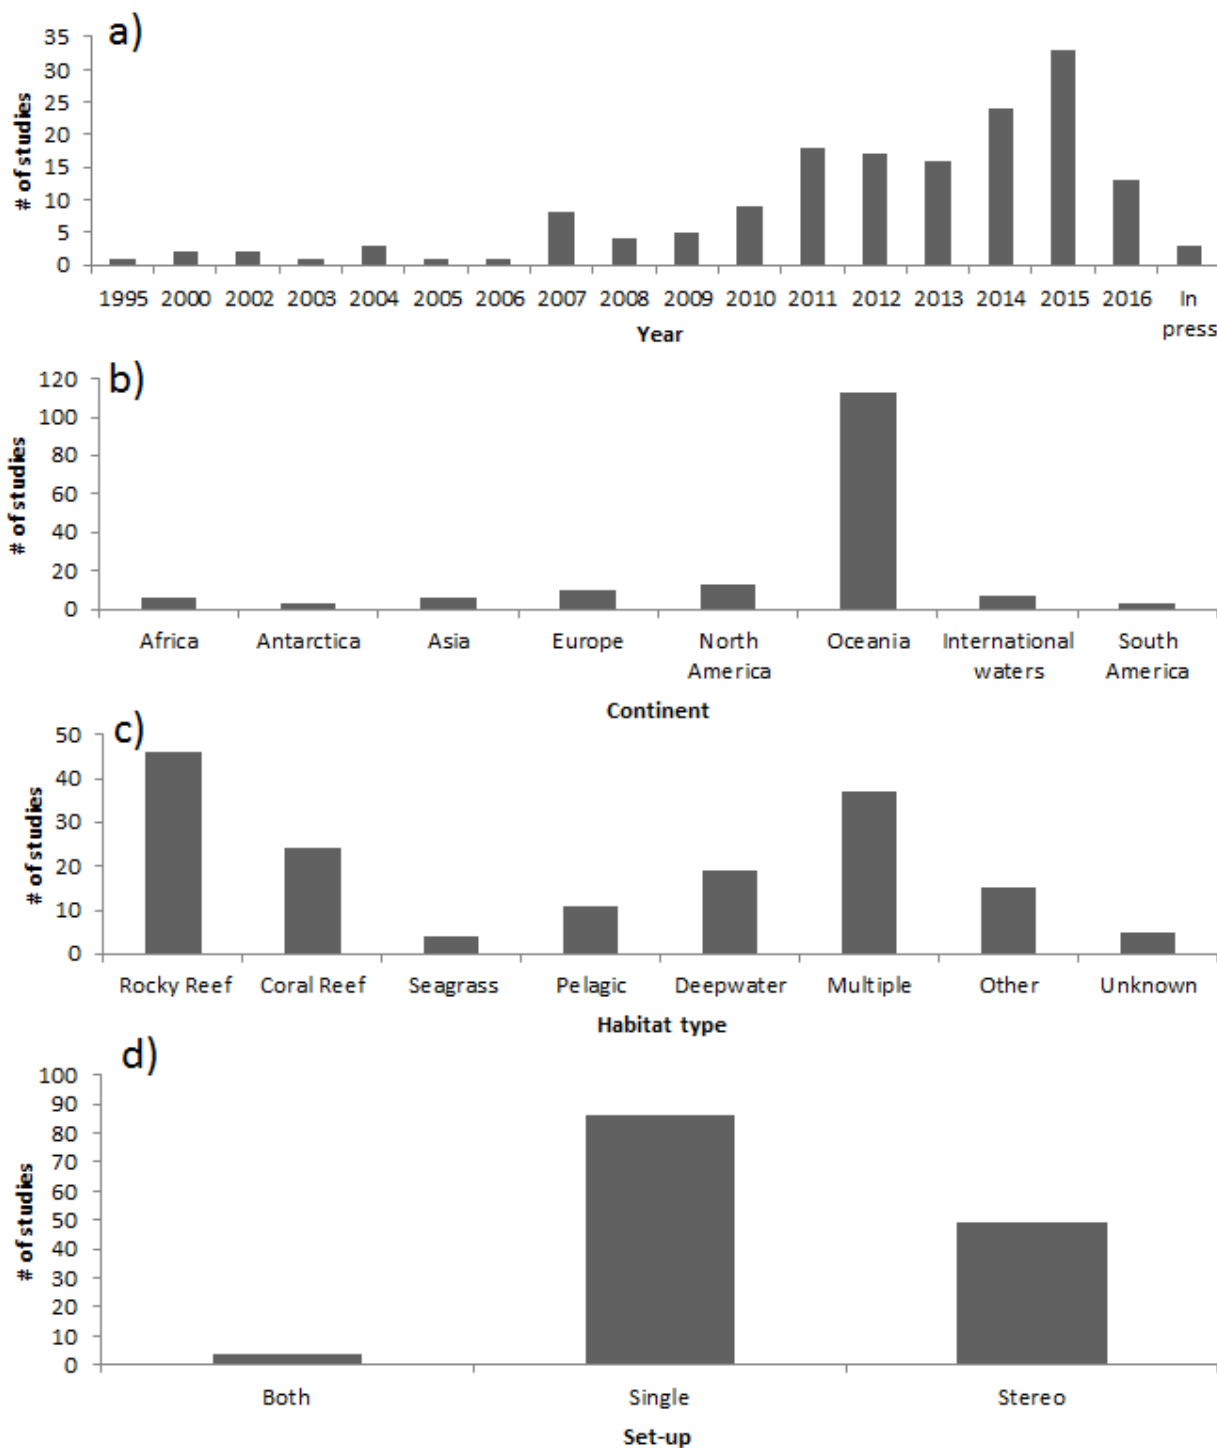 a)
35
30
25
20
15
10
5
0
# of studies
1995 2000 2002 2003 2004 2005 2006 2007 2008 2009 2010 2011 2012 2013 2014 2015 2016 In
press
Year
b)
120
100
80
60
40
20
0
# of studies
Africa Antarctica Asia Europe North Oceania International South
America waters America
Continent
c)
50
40
30
20
10
0
# of studies
Rocky Reef Coral Reef Seagrass Pelagic Deepwater Multiple Other Unknown
Habitat type
d)
100
90
80
70
60
50
40
30
20
10
0
# of studies
Both Single Stereo
Set-up